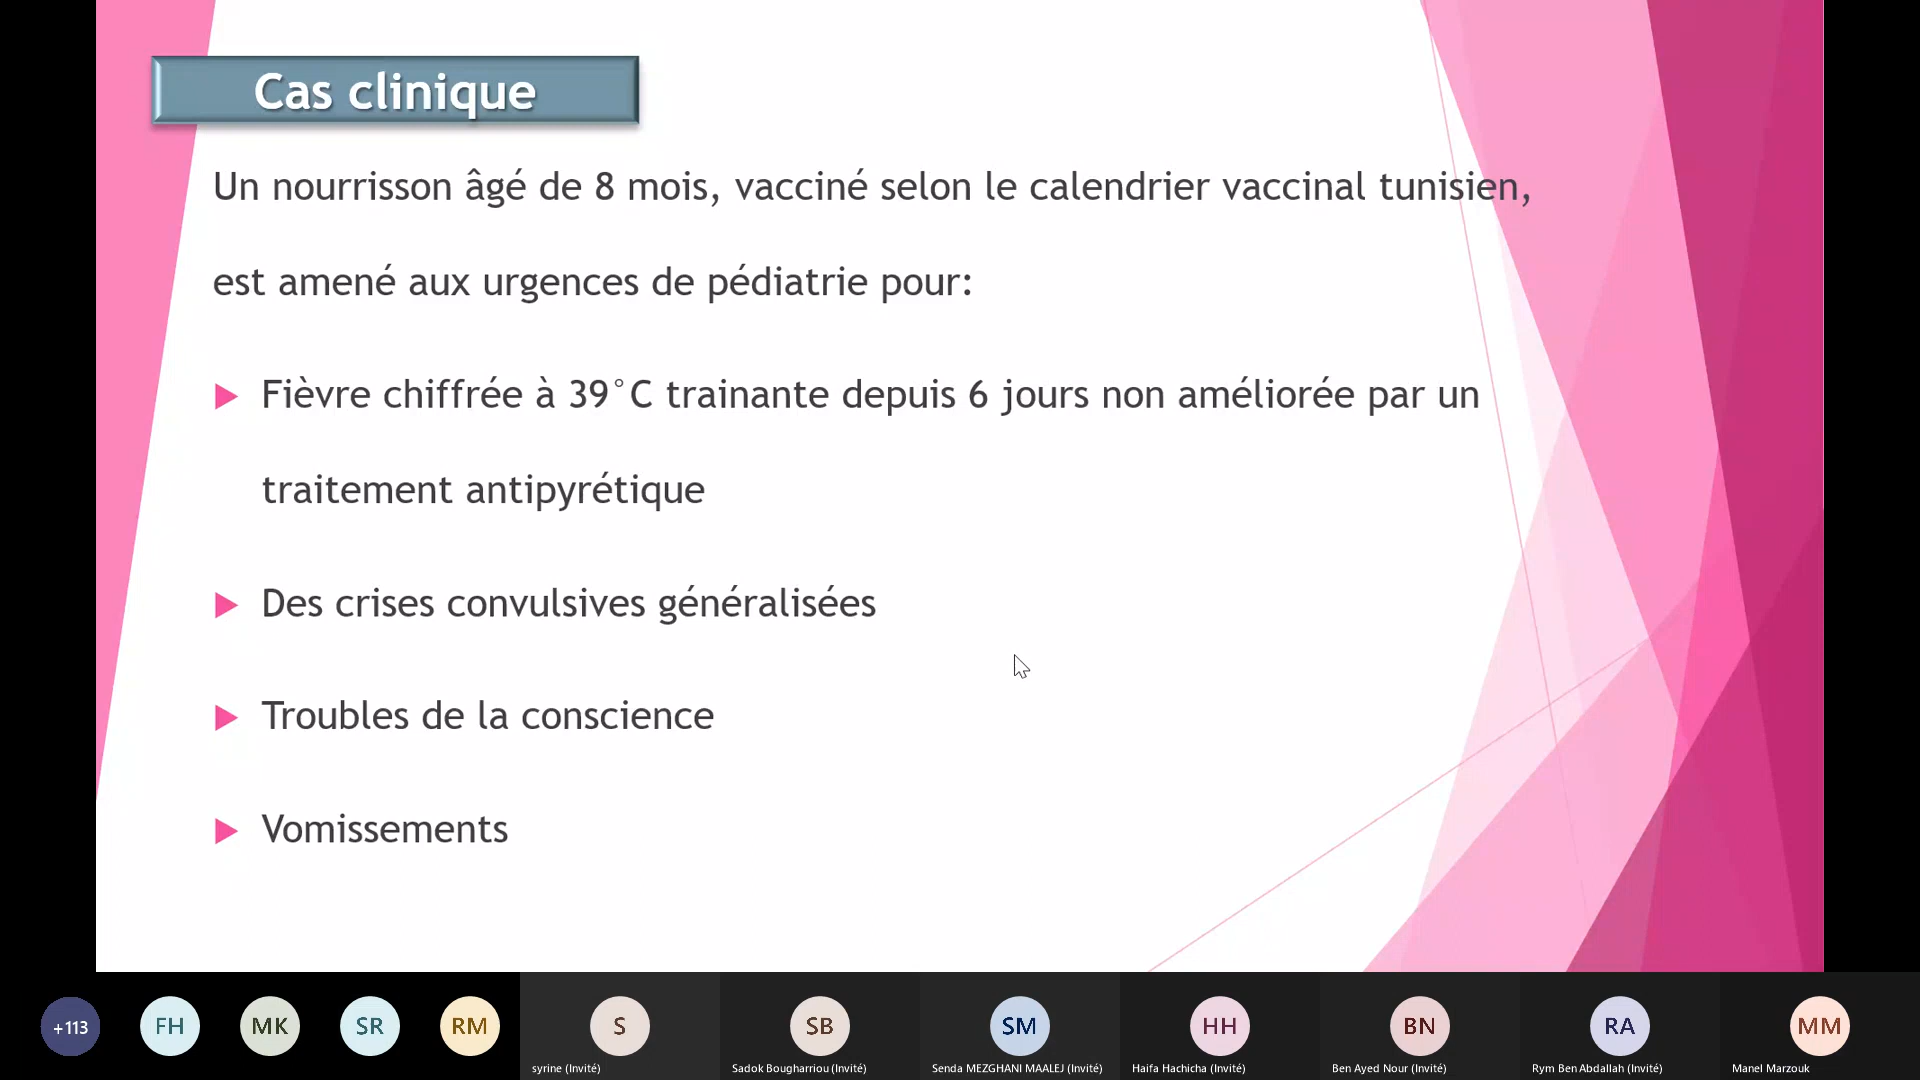 Cas clinique
Un nourrisson âgé de 8 mois, vacciné selon le calendrier vaccinal tunisien,
est amené aux urgences de pédiatrie pour:
Fièvre chiffrée à 39°C trainante depuis 6 jours non améliorée par un
traitement antipyrétique
Des crises convulsives généralisées
Troubles de la conscience
Vomissements
+113
FH
MK
SR
RM
S
SB
SM
HH
BN
RA
MM
syrine (Invité)
Sadok Bougharriou (Invité)
Senda MEZGHANI MAALEJ (Invité)
Haifa Hachicha (Invité)
Ben Ayed Nour (Invité)
Rym Ben Abdallah (Invité)
Manel Marzouk